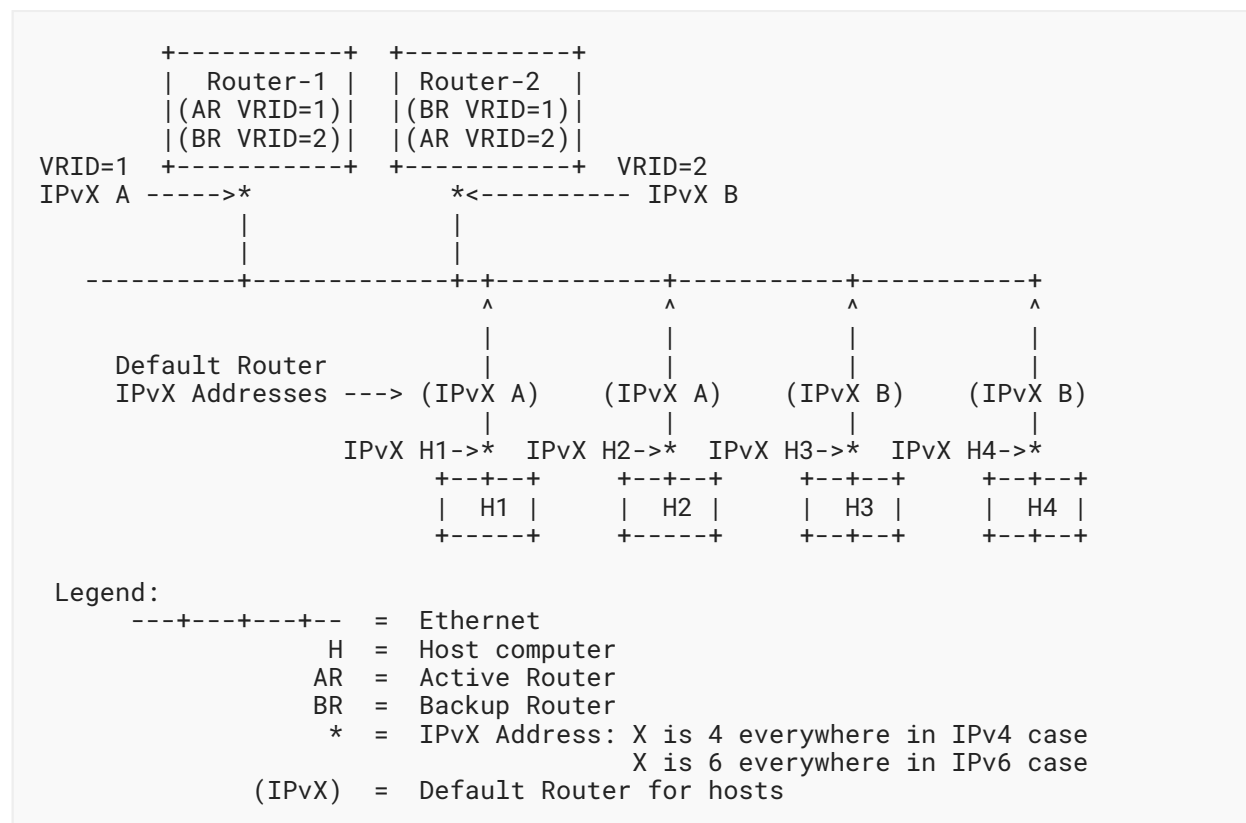 +-----------+  +-----------+
|  Router-1 |  | Router-2  |
|(AR VRID=1)|  |(BR VRID=1)|
|(BR VRID=2)|  |(AR VRID=2)|
VRID=1  +-----------+  +-----------+  VRID=2
IPvX A ----->*             *<---------- IPvX B
|             |
|             |
----------+-------------+-+-----------+-----------+-----------+
^           ^           ^           ^
|           |           |           |
Default Router          |           |           |           |
IPvX Addresses ---> (IPvX A)    (IPvX A)    (IPvX B)    (IPvX B)
|           |           |           |
IPvX H1->*  IPvX H2->*  IPvX H3->*  IPvX H4->*
+--+--+     +--+--+     +--+--+     +--+--+
|  H1 |     |  H2 |     |  H3 |     |  H4 |
+-----+     +-----+     +--+--+     +--+--+
Legend:
---+---+---+--  =  Ethernet
H  =  Host computer
AR  =  Active Router
BR  =  Backup Router
*  =  IPvX Address: X is 4 everywhere in IPv4 case
X is 6 everywhere in IPv6 case
(IPvX)  =  Default Router for hosts